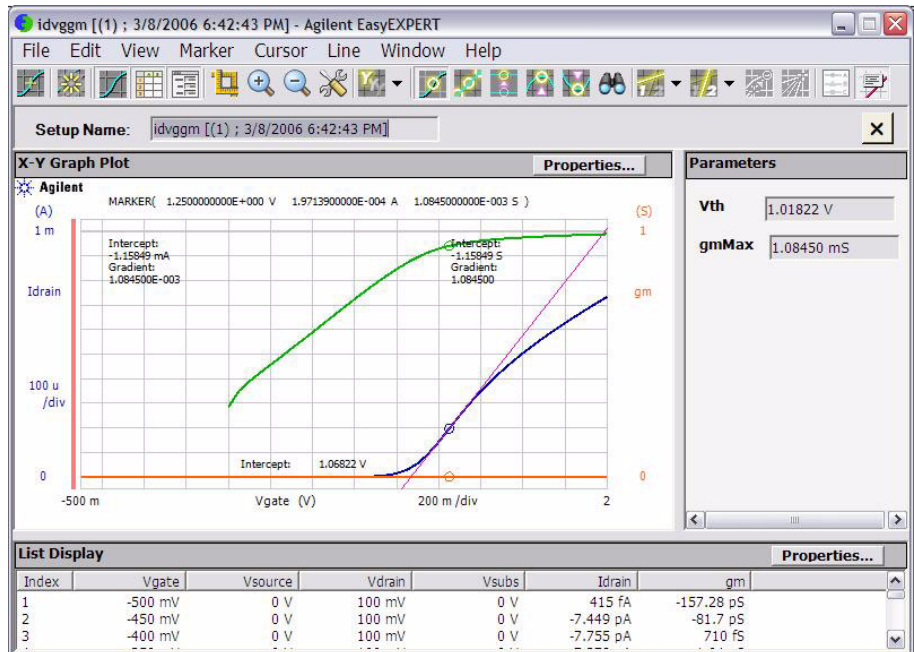 idvggm [(1) ; 3/8/2006 6:42:43 PM] - Agilent EasyEXPERT
File Edit View Marker Cursor Line Window Help
Setup Name: idvggm [(1) ; 3/8/2006 6:42:43 PM]
X-Y Graph Plot
Properties...
Agilent
MARKER( 1.2500000000E+000 V 1.9713900000E-004 A 1.0845000000E-003 S )
(A)
1 m
Idrain
100 u
/div
0
Intercept:
-1.15849 mA
Gradient:
1.084500E-003
Intercept:
-1.15849 S
Gradient:
1.084500
(S)
1
gm
0
Intercept: 1.06822 V
-500 m Vgate (V) 200 m /div 2
Parameters
Vth 1.01822 V
gmMax 1.08450 mS
List Display
Properties...
Index Vgate Vsource Vdrain Vsubs Idrain gm
1 -500 mV 0 V 100 mV 0 V 415 fA -157.28 pS
2 -450 mV 0 V 100 mV 0 V -7.449 pA -81.7 pS
3 -400 mV 0 V 100 mV 0 V -7.755 pA 710 fS